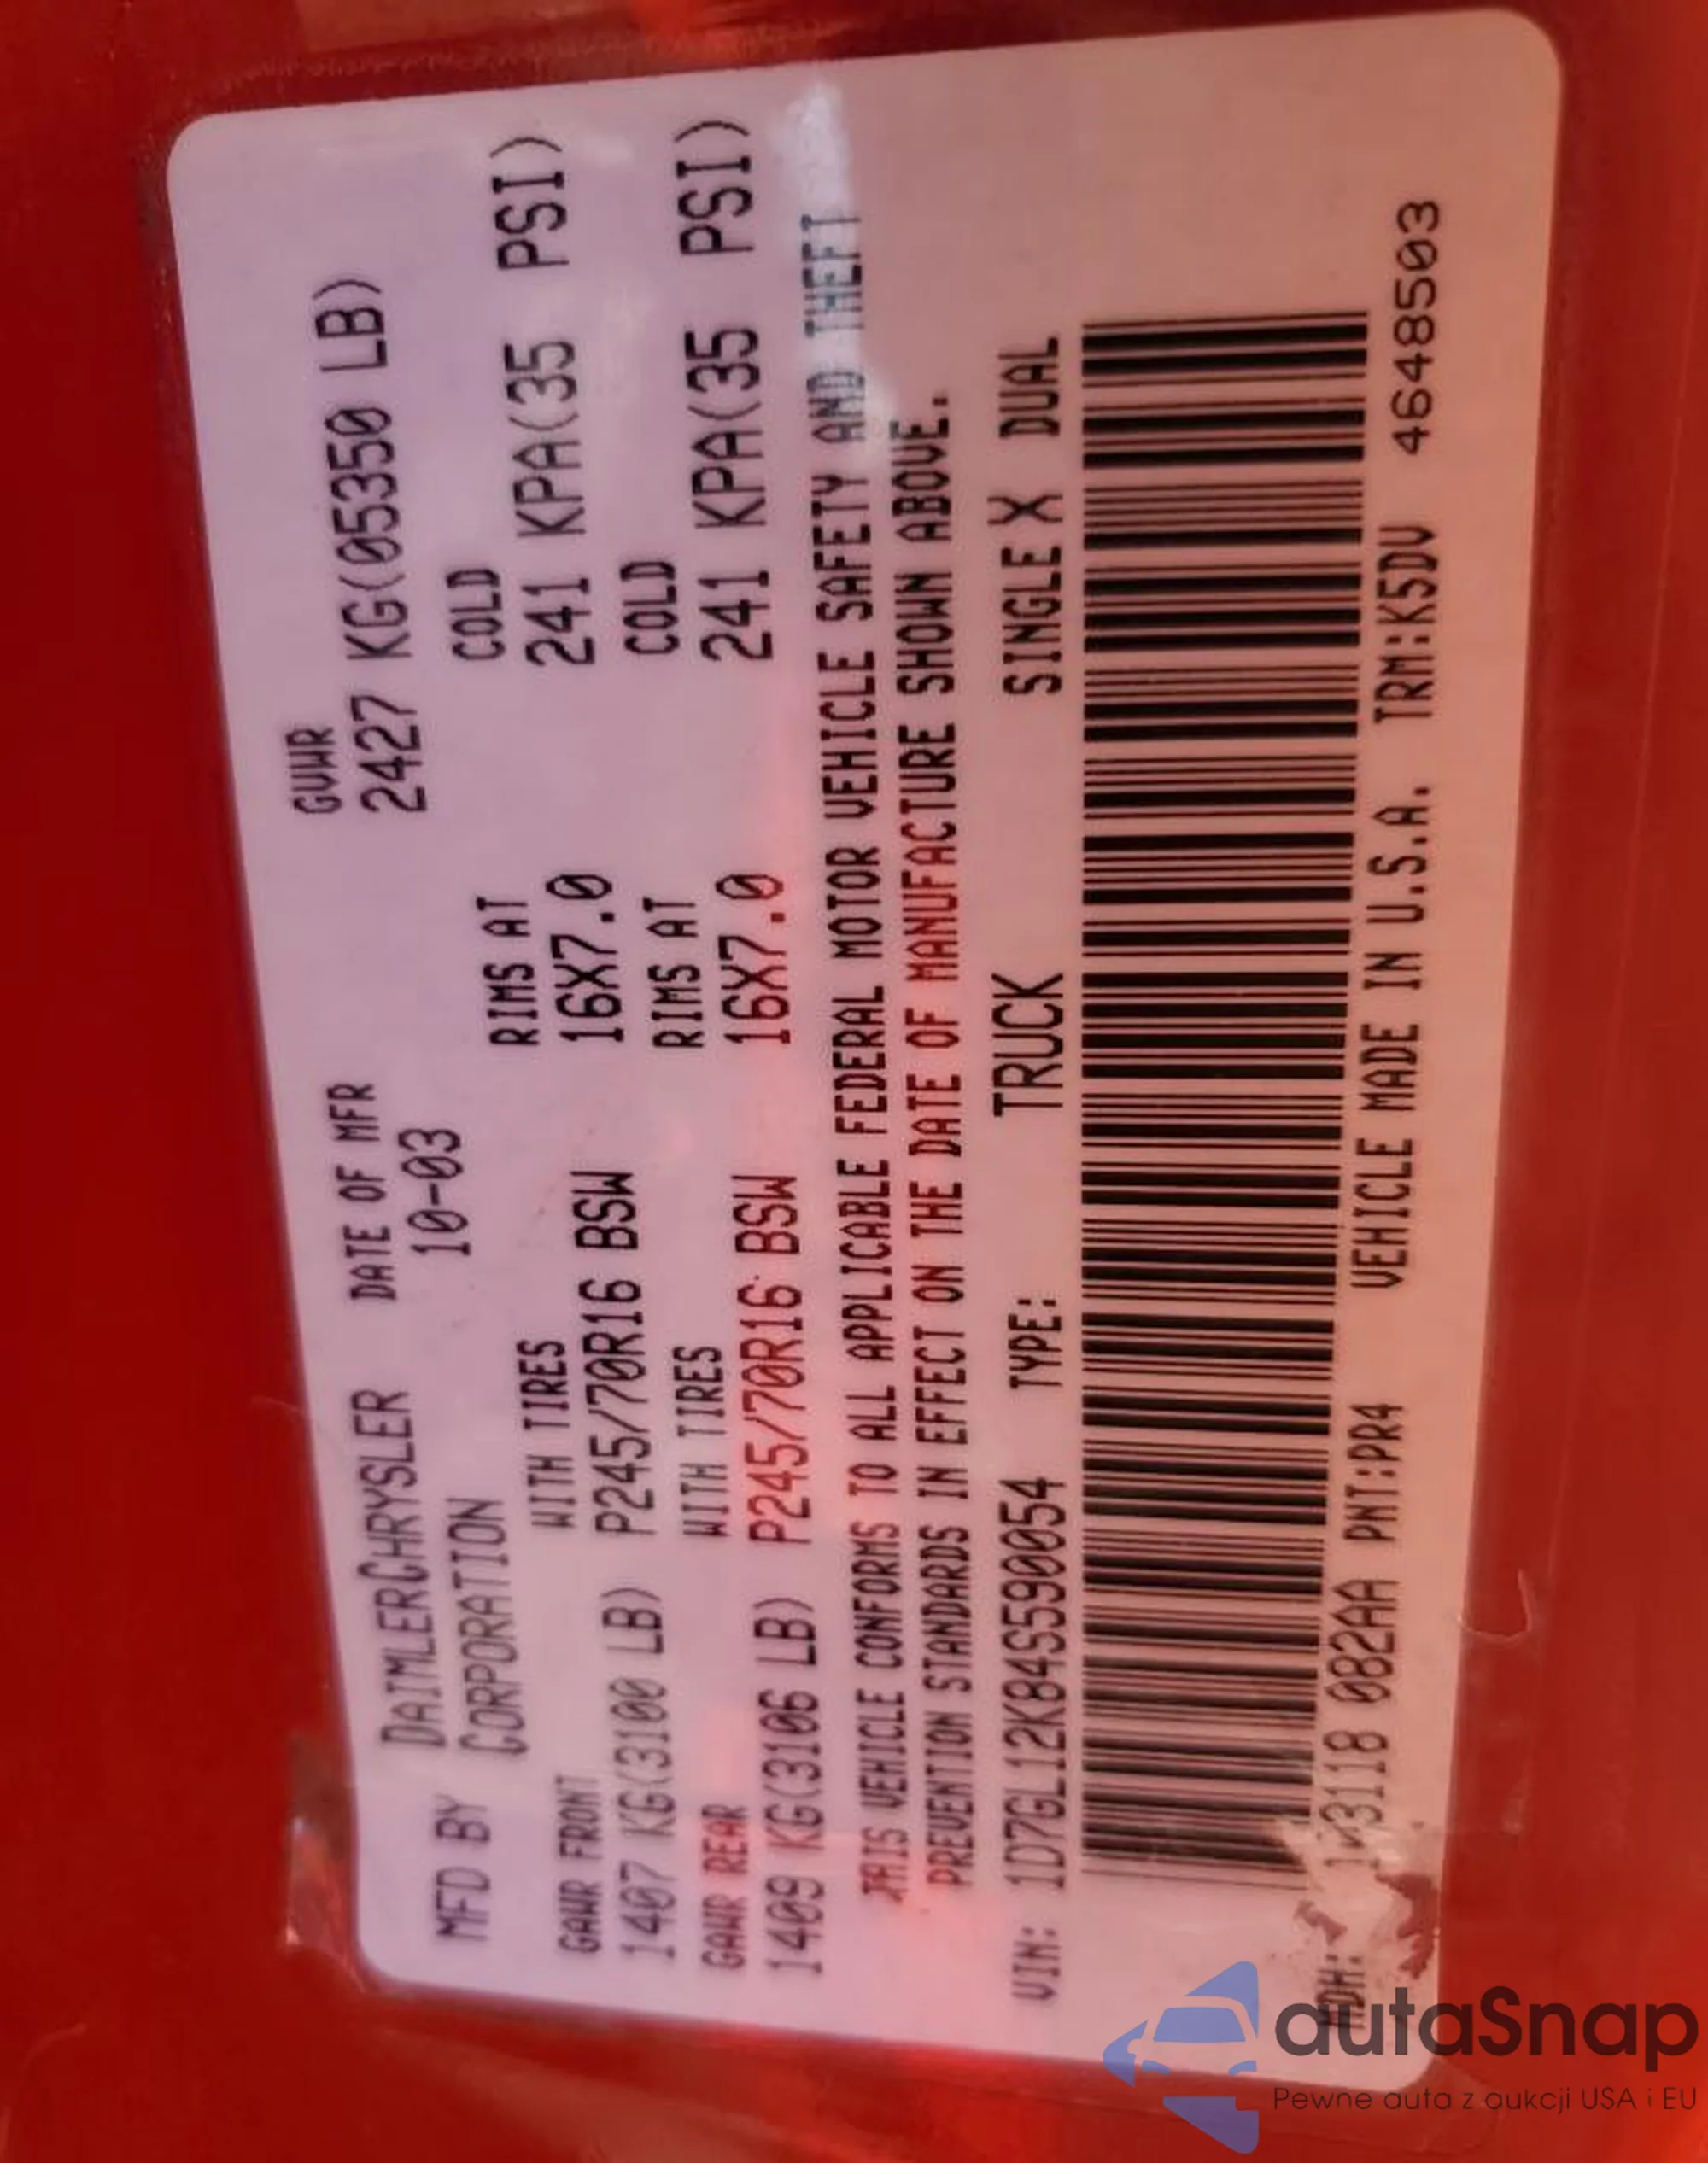 MFD BY DAIMLERCHRYSLER DATE OF MFR GVWR
CORPORATION 10-03 2427 KG(05350 LB)
GAWR FRONT WITH TIRES RIMS AT COLD
1407 KG(3100 LB) P245/70R16 BSW 16X7.0 241 KPA(35 PSI)
GAWR REAR WITH TIRES RIMS AT COLD
1409 KG(3106 LB) P245/70R16 BSW 16X7.0 241 KPA(35 PSI)
THIS VEHICLE CONFORMS TO ALL APPLICABLE FEDERAL MOTOR VEHICLE SAFETY AND THEFT
PREVENTION STANDARDS IN EFFECT ON THE DATE OF MANUFACTURE SHOWN ABOVE.
VIN: 1D7GL12K84S590054 TYPE: TRUCK SINGLE X DUAL
MDH: 103118 082AA PNT:PR4 VEHICLE MADE IN U.S.A. TRM:K5DV 4648503
autaSnap
Pewne auta z aukcji USA i EU